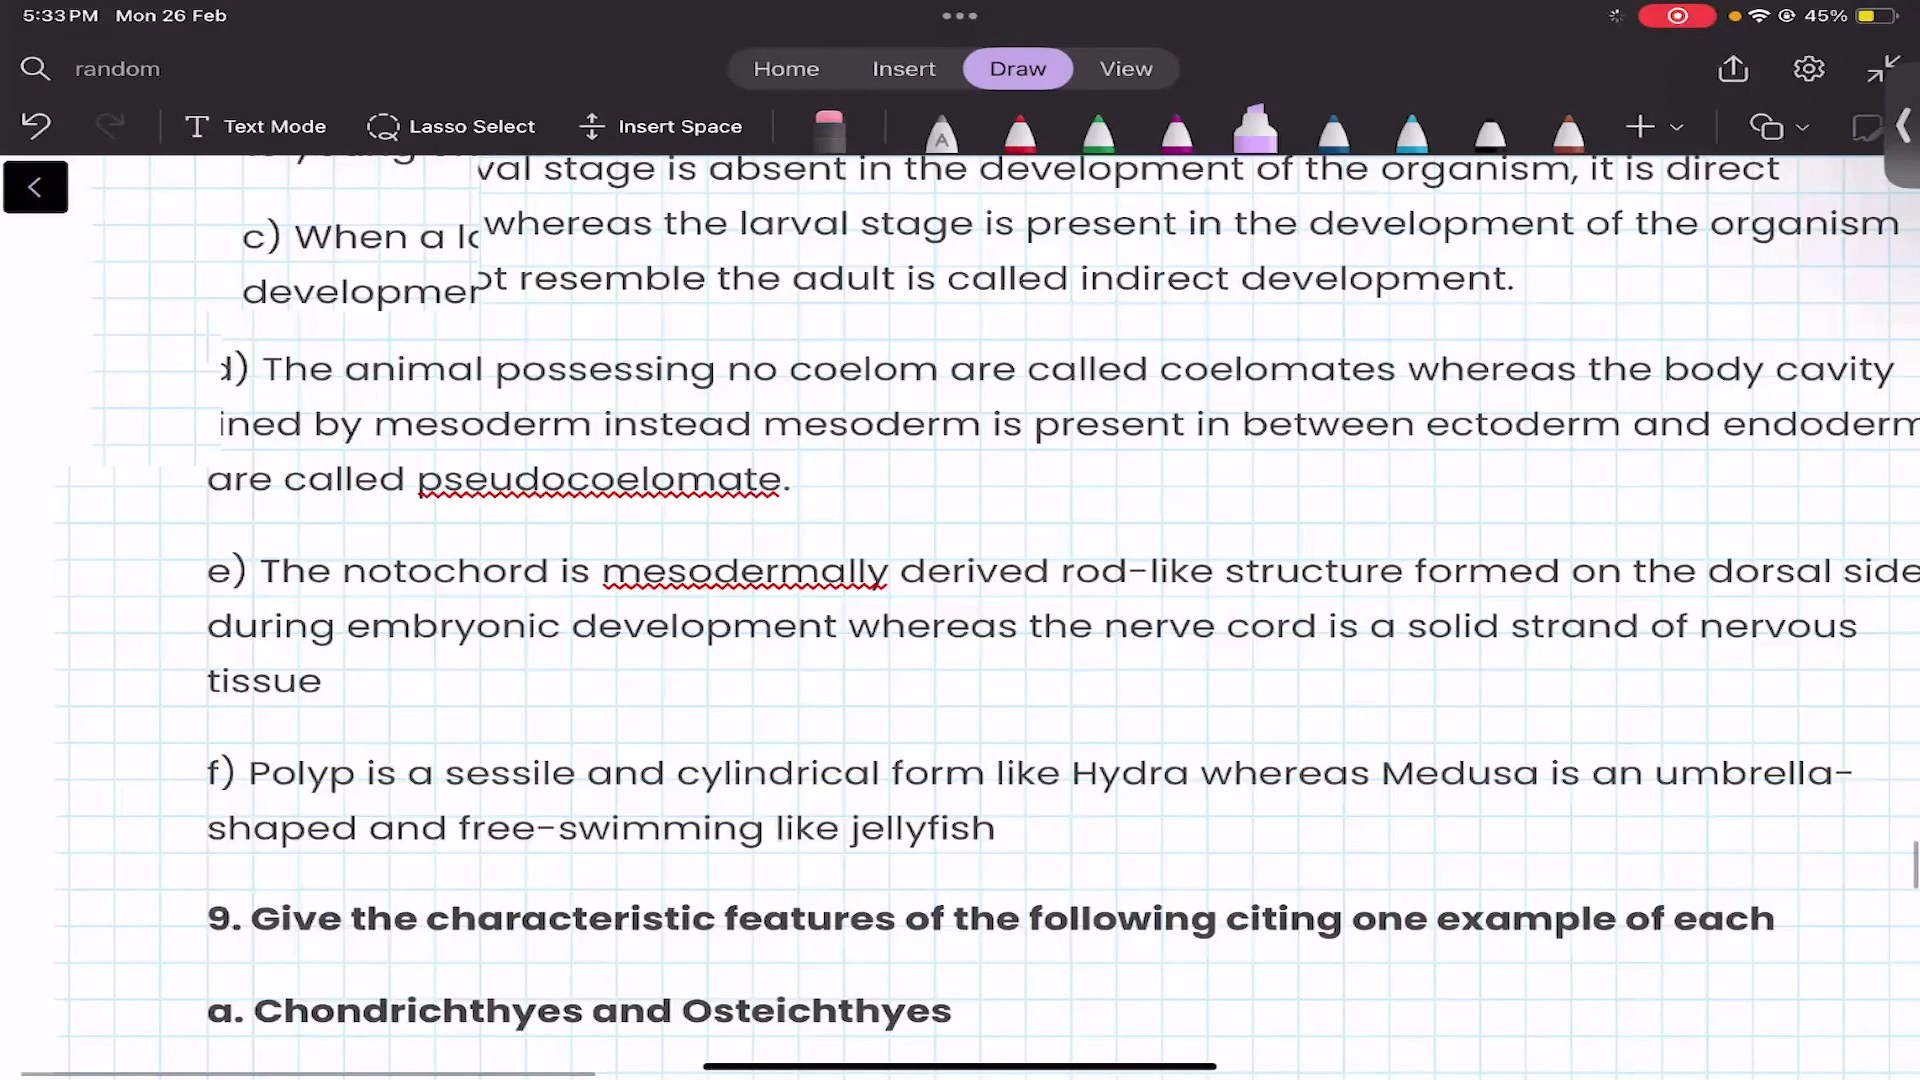 5:33 PM Mon 26 Feb
45%
random
Home Insert Draw View
Text Mode Lasso Select Insert Space
A
stage is absent in the development of the organism, it is direct
c) When a whereas the larval stage is present in the development of the organism
resemble the adult is called indirect development.
d) The animal possessing no coelom are called coelomates whereas the body cavity
ined by mesoderm instead mesoderm is present in between ectoderm and endoderm
are called pseudocoelomate.
e) The notochord is mesodermally derived rod-like structure formed on the dorsal side
during embryonic development whereas the nerve cord is a solid strand of nervous
tissue
f) Polyp is a sessile and cylindrical form like Hydra whereas Medusa is an umbrella-
shaped and free-swimming like jellyfish
9. Give the characteristic features of the following citing one example of each
a. Chondrichthyes and Osteichthyes